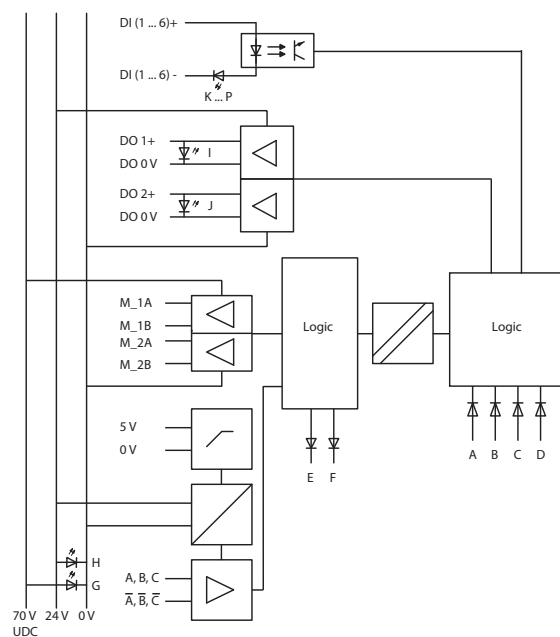 DI (1 ... 6)+
DI (1 ... 6) -
K ... P
DO 1+
I
DO 0 V
DO 2+
J
DO 0 V
M_1A
M_1B
M_2A
M_2B
Logic
Logic
A B C D
5 V
0 V
E F
H
A, B, C
G
A̅, B̅, C̅
70 V 24 V 0 V
UDC